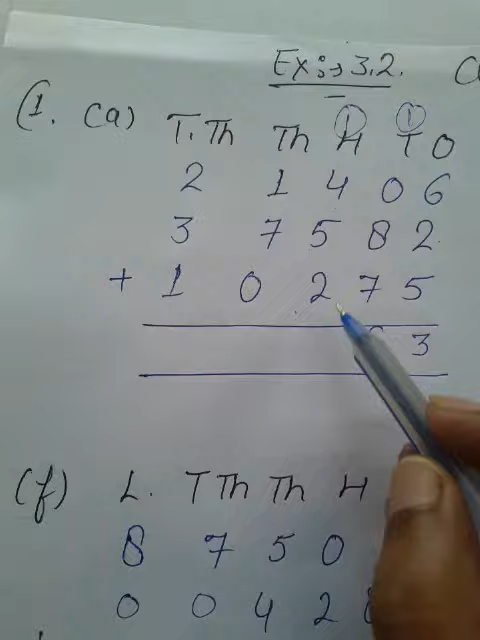 Ex:→ 3.2.
(1. (a) T.Th Th H T O
1 1
2 1 4 0 6
3 7 5 8 2
+ 1 0 2 7 5
3
(f) L. T Th Th H
8 7 5 0
0 0 4 2